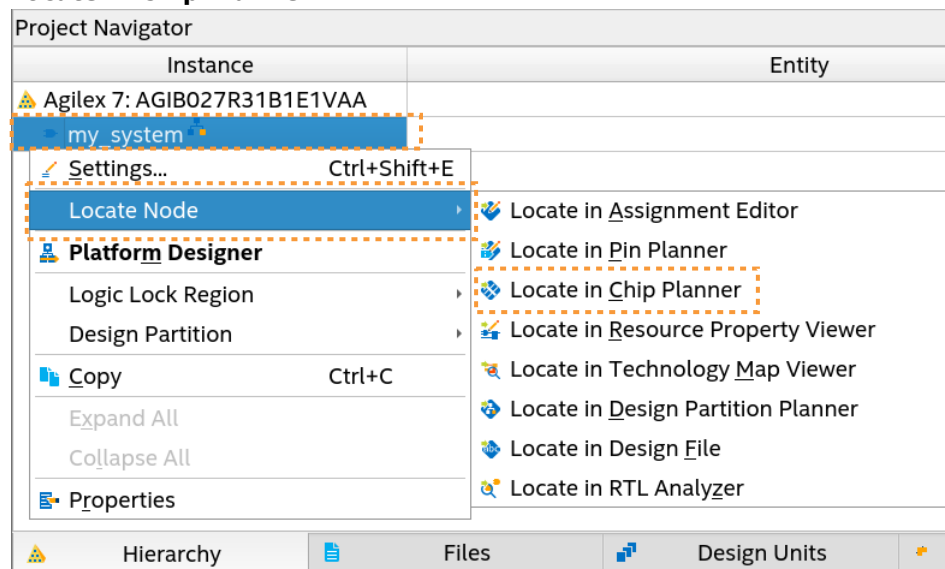 Project Navigator
Instance Entity
Agilex 7: AGIB027R31B1E1VAA
my_system
Settings... Ctrl+Shift+E
Locate Node
Platform Designer
Logic Lock Region
Design Partition
Copy Ctrl+C
Expand All
Collapse All
Properties
Locate in Assignment Editor
Locate in Pin Planner
Locate in Chip Planner
Locate in Resource Property Viewer
Locate in Technology Map Viewer
Locate in Design Partition Planner
Locate in Design File
Locate in RTL Analyzer
Hierarchy Files Design Units